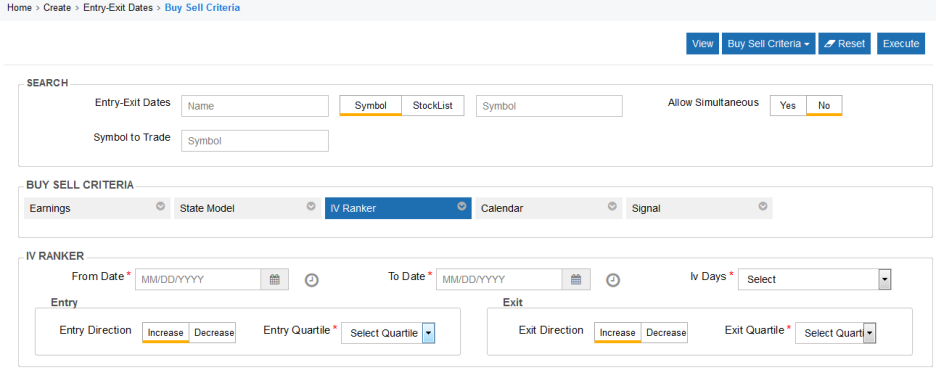 Home > Create > Entry-Exit Dates > Buy Sell Criteria
View Buy Sell Criteria Reset Execute
SEARCH
Entry-Exit Dates Name Symbol StockList Symbol Allow Simultaneous Yes No
Symbol to Trade Symbol
BUY SELL CRITERIA
Earnings State Model IV Ranker Calendar Signal
IV RANKER
From Date * MM/DD/YYYY To Date * MM/DD/YYYY Iv Days * Select
Entry Exit
Entry Direction Increase Decrease Entry Quartile * Select Quartile Exit Direction Increase Decrease Exit Quartile * Select Quarti